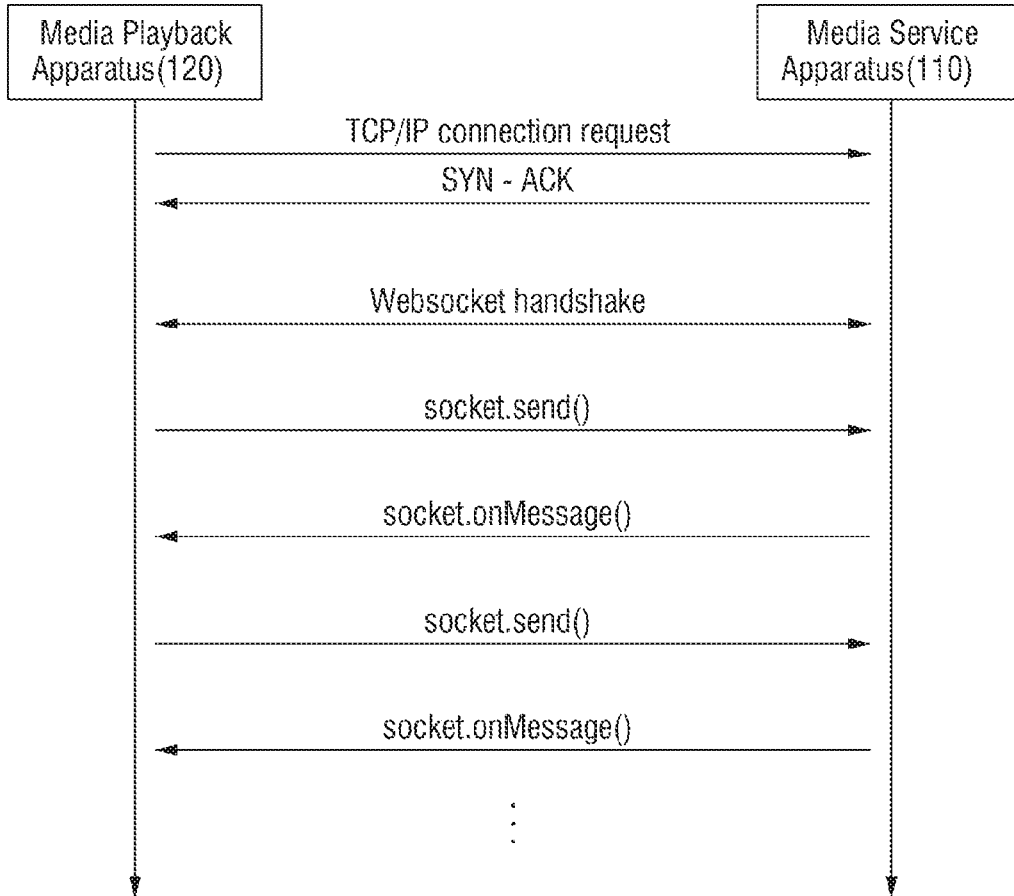 Media Playback
Apparatus(120)
Media Service
Apparatus(110)
TCP/IP connection request
SYN - ACK
Websocket handshake
socket.send()
socket.onMessage()
socket.send()
socket.onMessage()